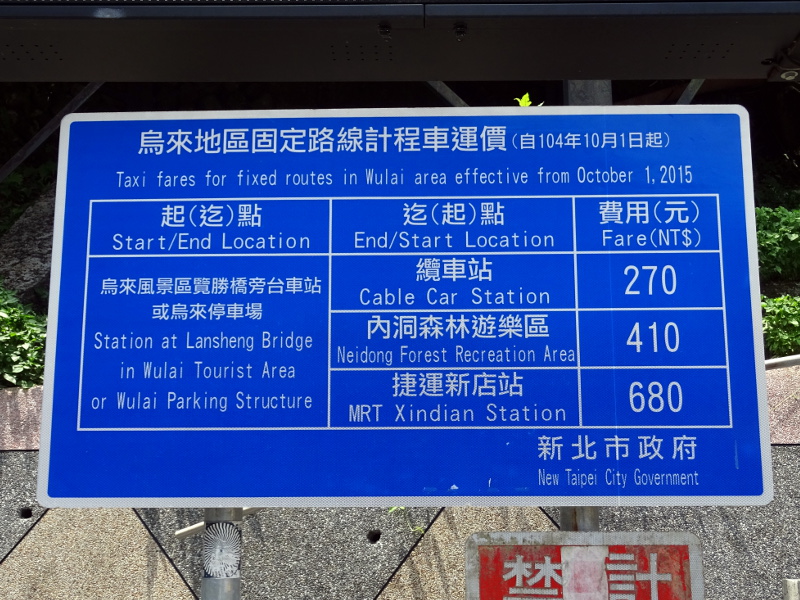 烏來地區固定路線計程車運價(自104年10月1日起)
Taxi fares for fixed routes in Wulai area effective from October 1, 2015
起(迄)點
Start/End Location
迄(起)點
End/Start Location
費用(元)
Fare(NT$)
烏來風景區覽勝橋旁台車站
或烏來停車場
Station at Lansheng Bridge
in Wulai Tourist Area
or Wulai Parking Structure
纜車站
Cable Car Station
270
內洞森林遊樂區
Neidong Forest Recreation Area
410
捷運新店站
MRT Xindian Station
680
新北市政府
New Taipei City Government
禁 計